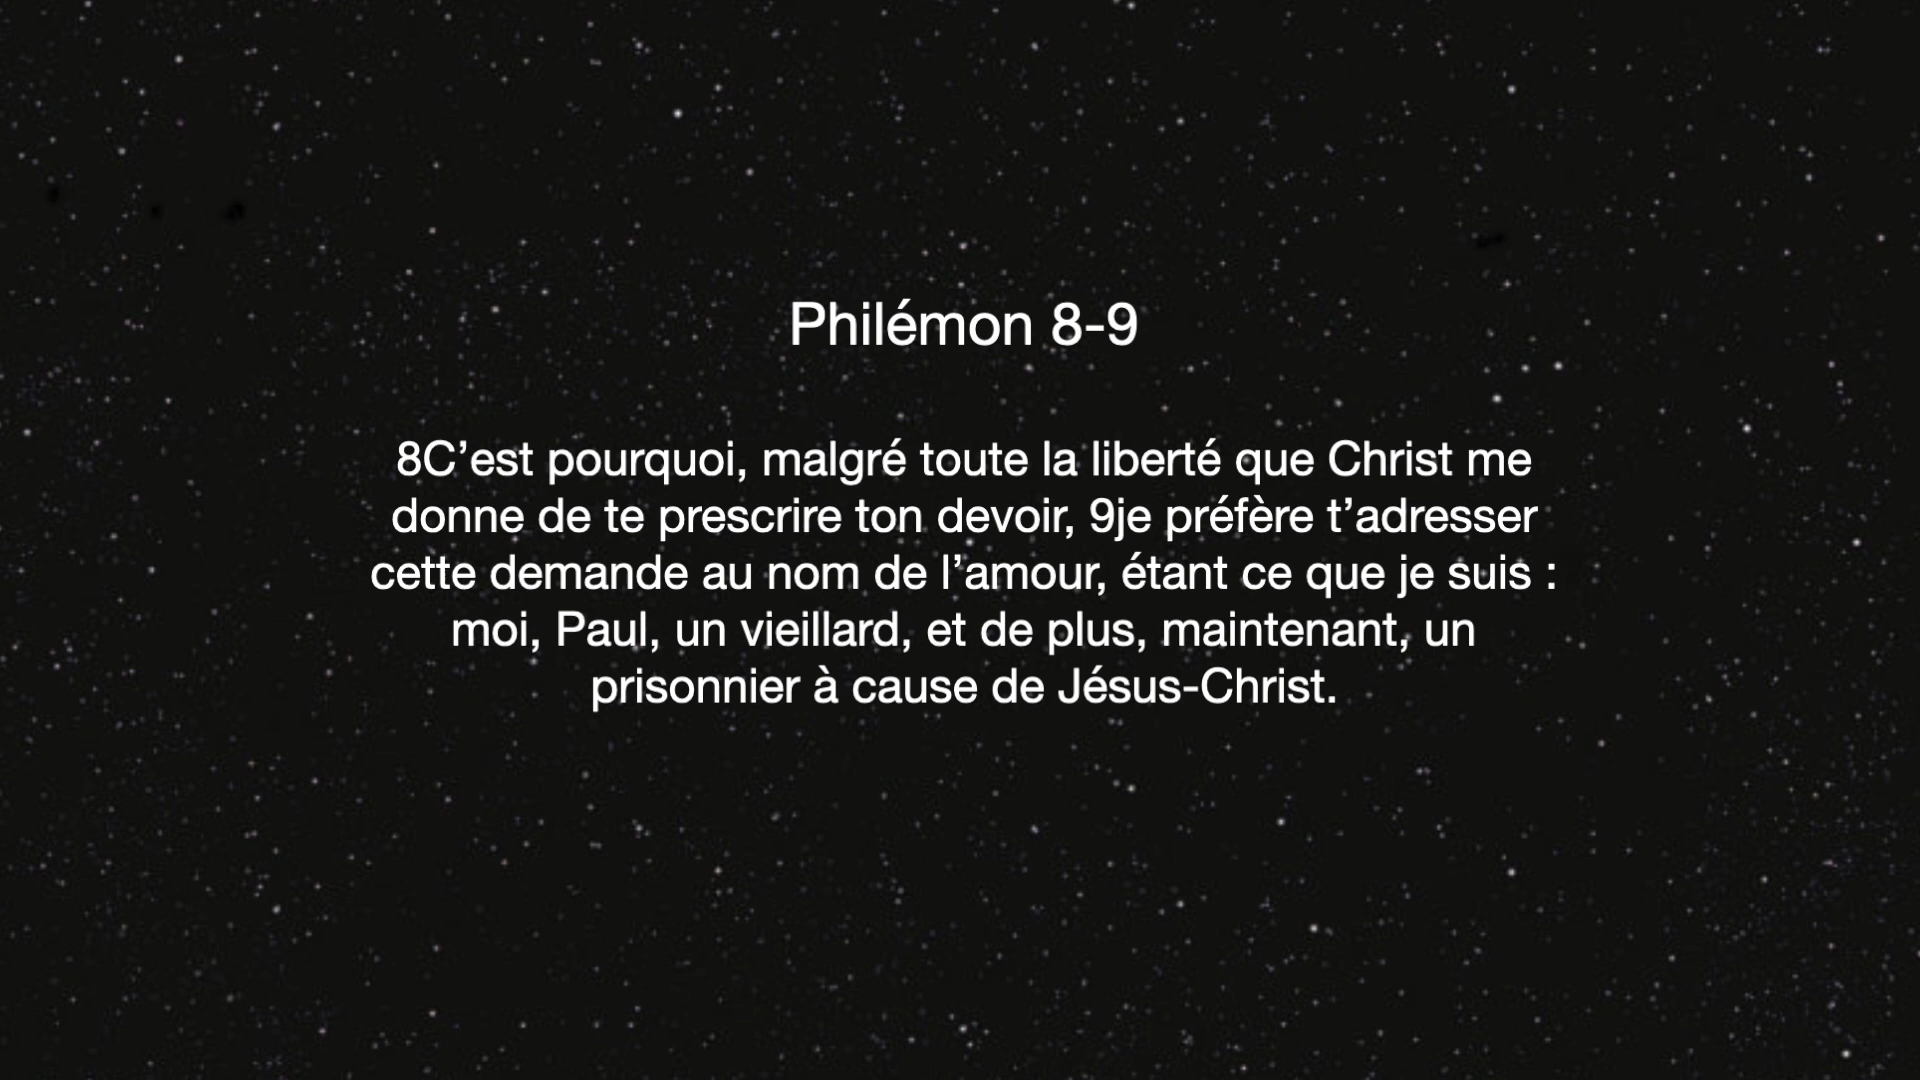 Philémon 8-9
8C’est pourquoi, malgré toute la liberté que Christ me
donne de te prescrire ton devoir, 9je préfère t’adresser
cette demande au nom de l’amour, étant ce que je suis :
moi, Paul, un vieillard, et de plus, maintenant, un
prisonnier à cause de Jésus-Christ.